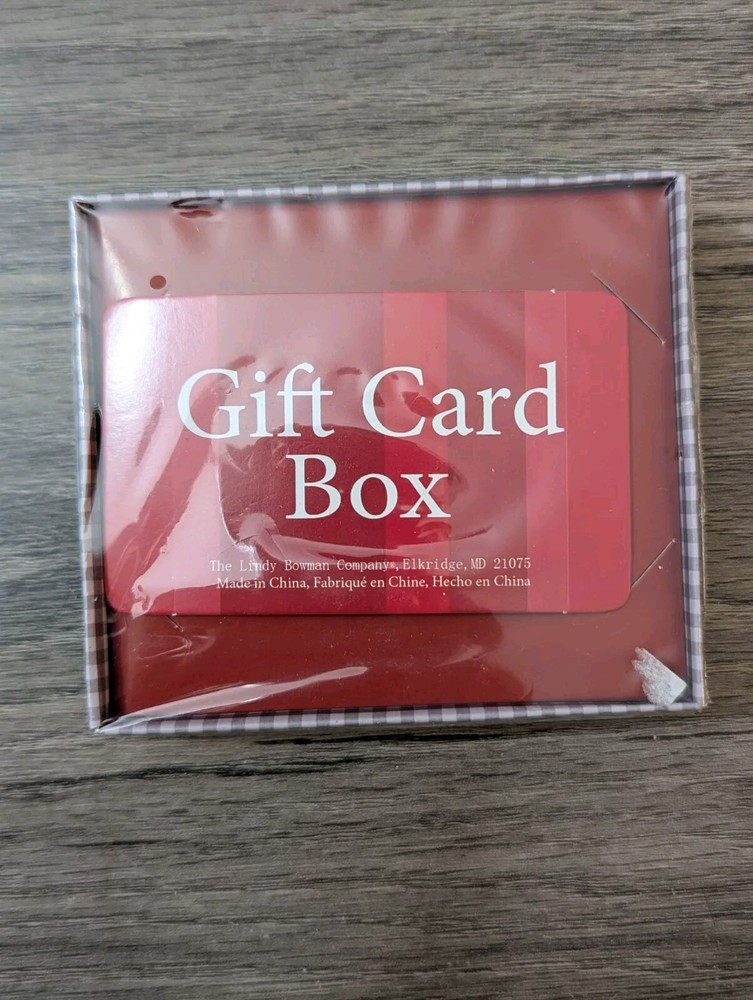 Gift Card
Box
The Lindy Bowman Company®, Elkridge, MD 21075
Made in China, Fabriqué en Chine, Hecho en China